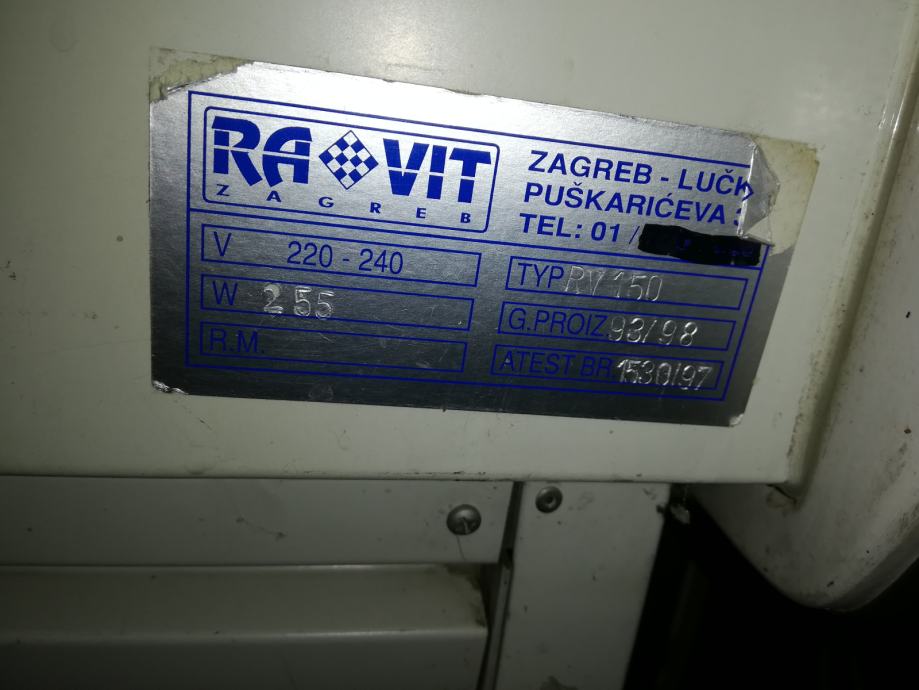 RA VIT
ZAGREB
ZAGREB - LUČK
PUŠKARIĆEVA
TEL: 01 /
V 220 - 240
W 255
R.M.
TYP RV 150
G.PROIZ. 93/98
ATEST BR. 1530/97